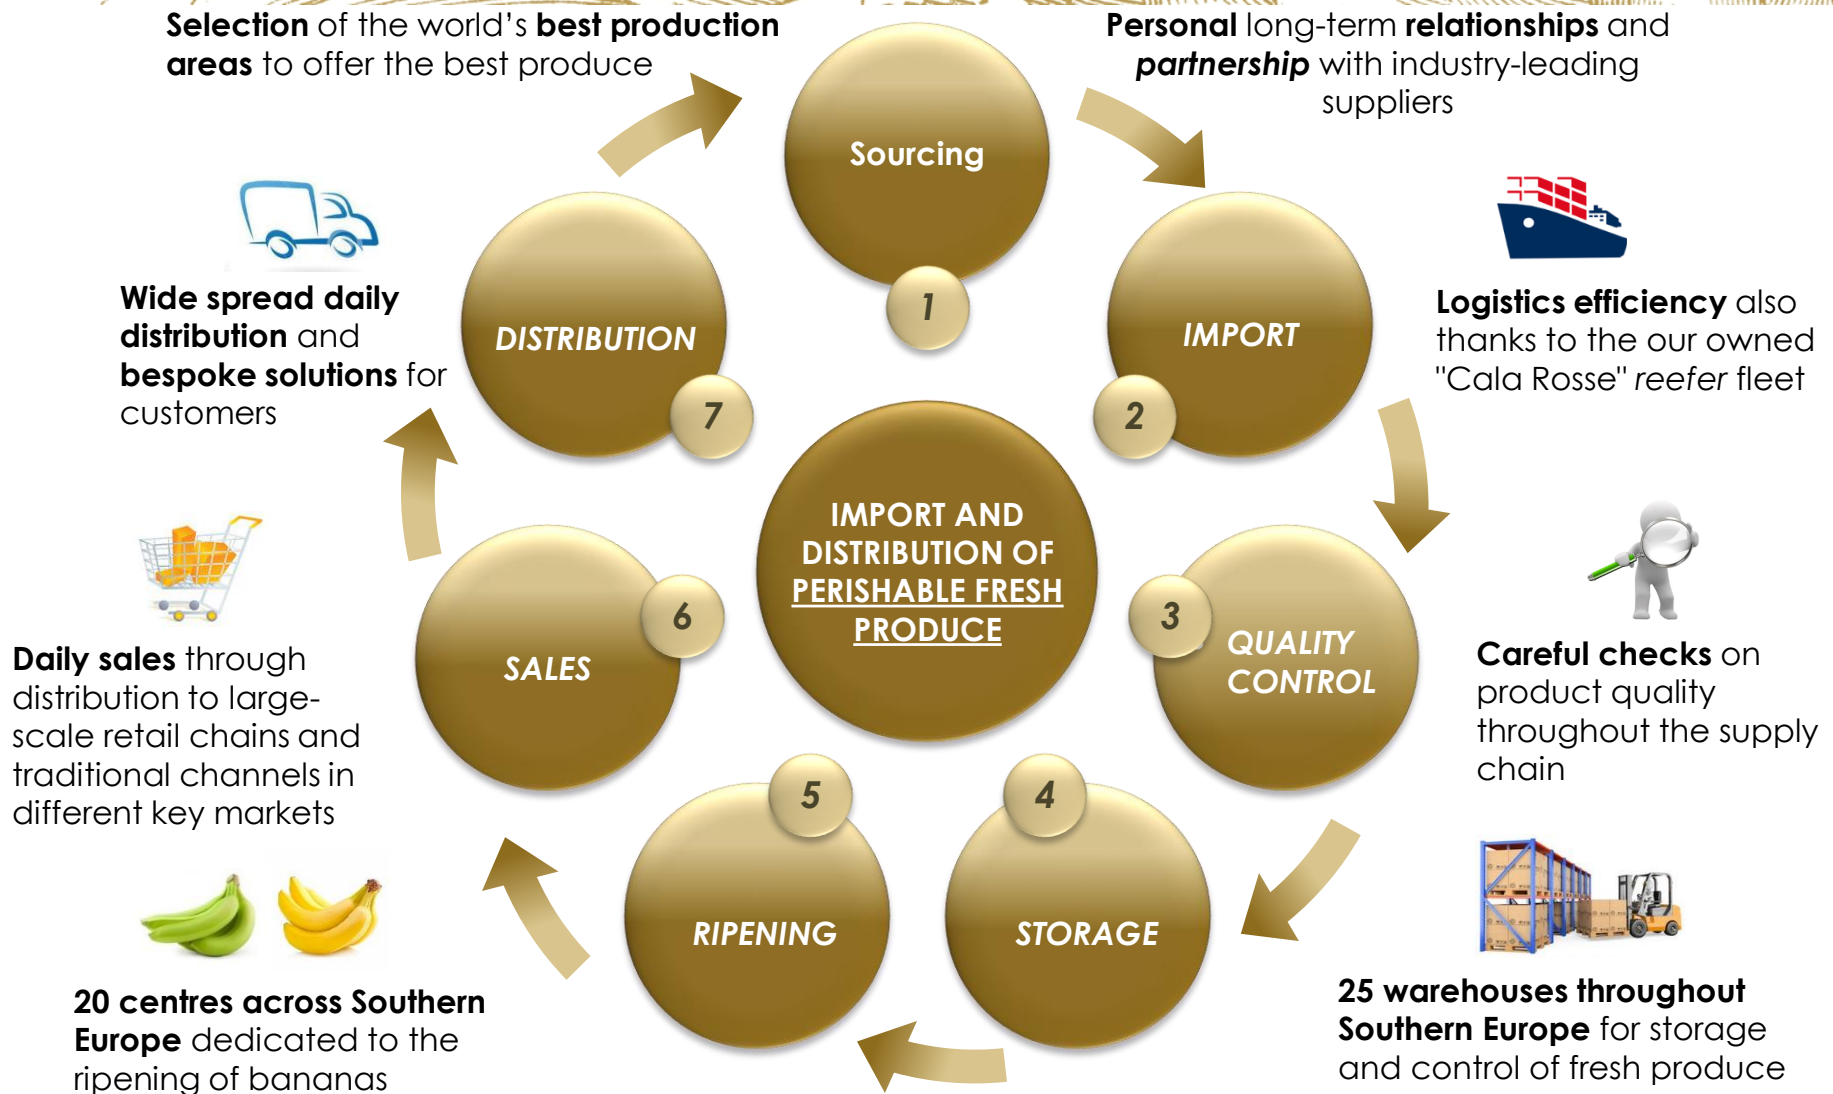 Selection of the world’s best production
areas to offer the best produce
Personal long-term relationships and
partnership with industry-leading
suppliers
Sourcing
1
IMPORT
2
Logistics efficiency also
thanks to the our owned
"Cala Rosse" reefer fleet
QUALITY
CONTROL
3
Careful checks on
product quality
throughout the supply
chain
STORAGE
4
25 warehouses throughout
Southern Europe for storage
and control of fresh produce
RIPENING
5
20 centres across Southern
Europe dedicated to the
ripening of bananas
SALES
6
Daily sales through
distribution to large-
scale retail chains and
traditional channels in
different key markets
DISTRIBUTION
7
Wide spread daily
distribution and
bespoke solutions for
customers
IMPORT AND
DISTRIBUTION OF
PERISHABLE FRESH
PRODUCE